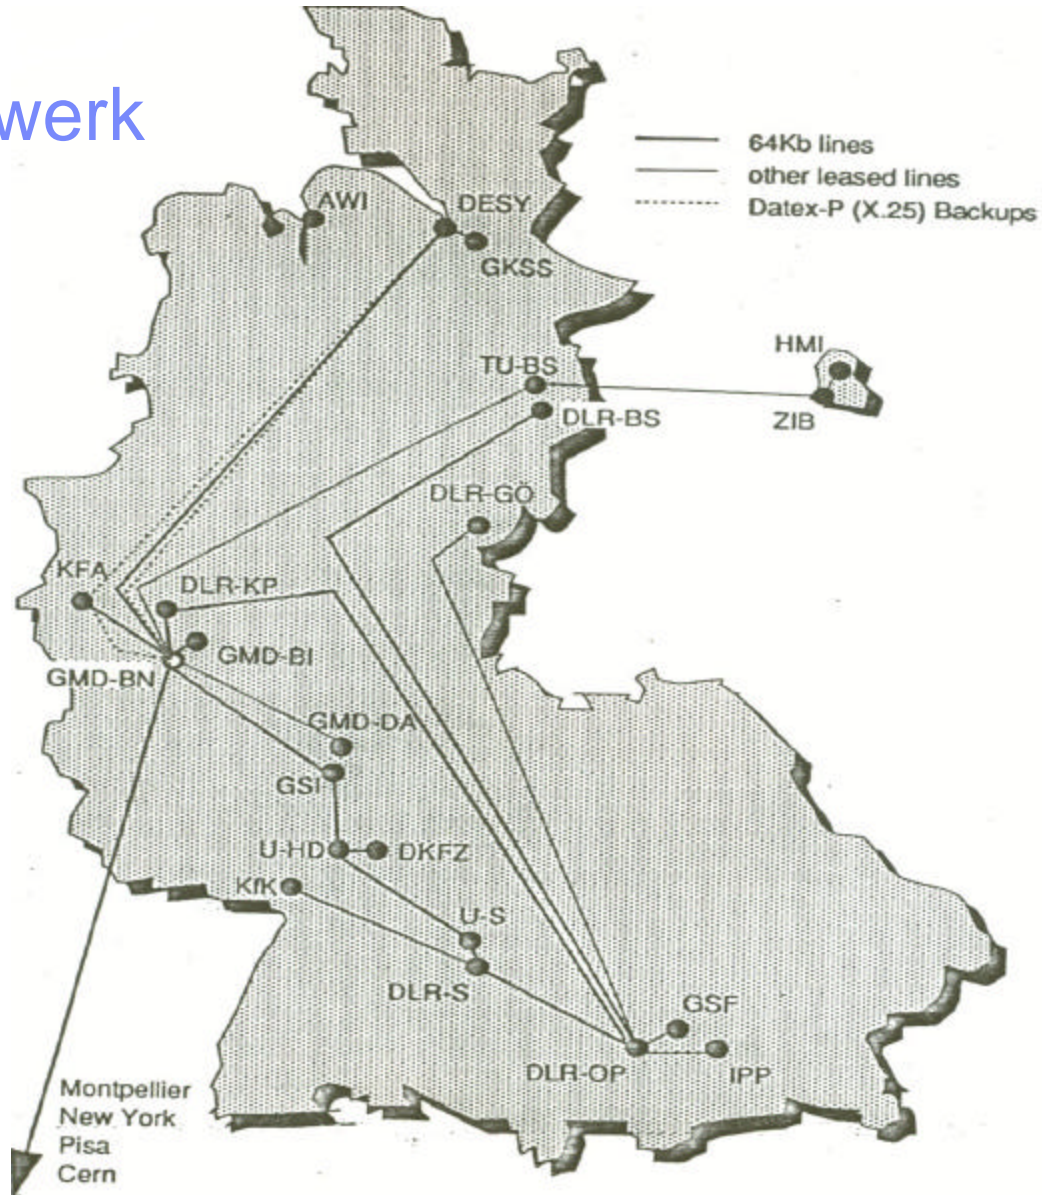 werk
64Kb lines
other leased lines
Datex-P (X.25) Backups
AWI
DESY
GKSS
TU-BS
HMI
ZIB
DLR-BS
DLR-GÖ
KFA
DLR-KP
GMD-BI
GMD-BN
GMD-DA
GSI
U-HD
DKFZ
KfK
U-S
DLR-S
GSF
DLR-OP
IPP
Montpellier
New York
Pisa
Cern